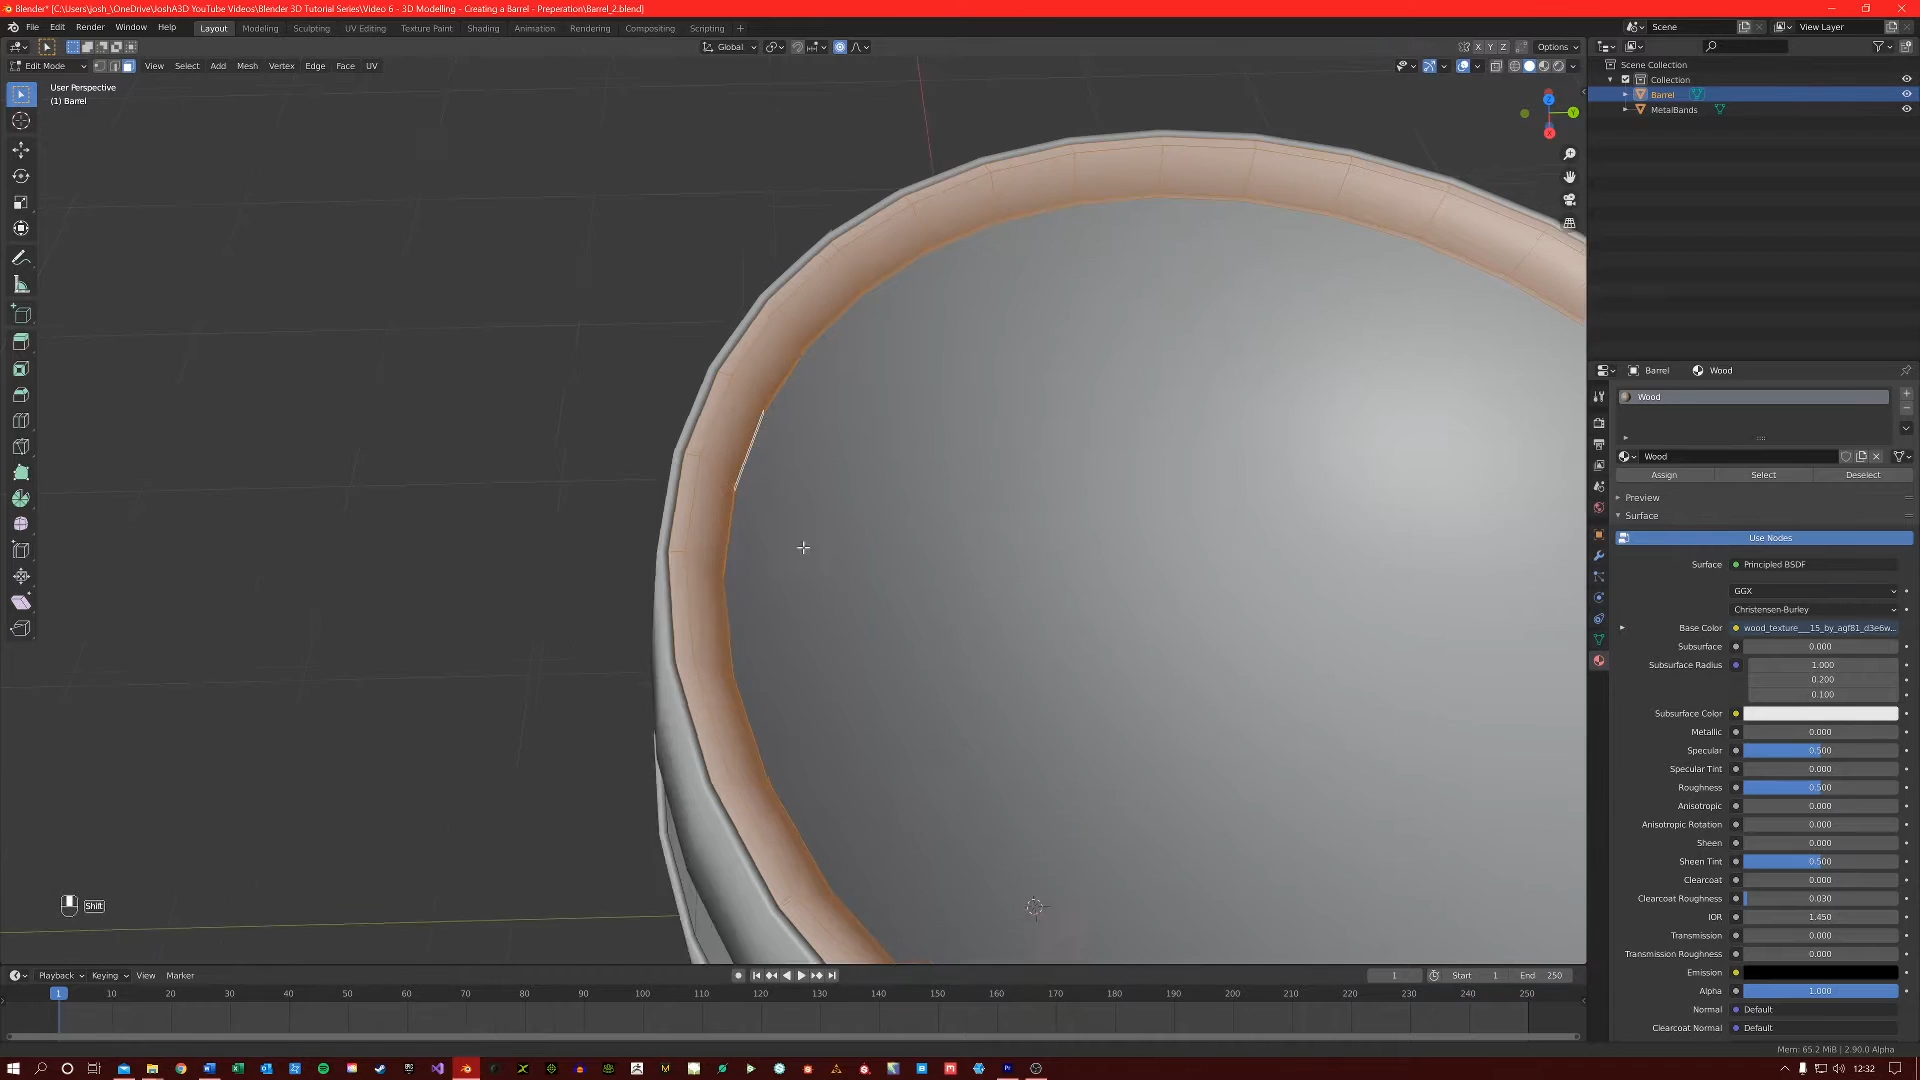 Blender* [C:\Users\josh_\OneDrive\JoshA3D YouTube Videos\Blender 3D Tutorial Series\Video 6 - 3D Modelling - Creating a Barrel - Preperation\Barrel_2.blend]
File Edit Render Window Help Layout Modeling Sculpting UV Editing Texture Paint Shading Animation Rendering Compositing Scripting + Scene View Layer
Global X Y Z Options
Edit Mode View Select Add Mesh Vertex Edge Face UV
User Perspective
(1) Barrel
Z
Y
X
Scene Collection
Collection
Barrel
MetalBands
Barrel Wood
Wood
Wood
Assign Select Deselect
Preview
Surface
Use Nodes
Surface Principled BSDF
GGX
Christensen-Burley
Base Color wood_texture___15_by_agf81_d3e6w...
Subsurface 0.000
Subsurface Radius 1.000
0.200
0.100
Subsurface Color
Metallic 0.000
Specular 0.500
Specular Tint 0.000
Roughness 0.500
Anisotropic 0.000
Anisotropic Rotation 0.000
Sheen 0.000
Sheen Tint 0.500
Clearcoat 0.000
Clearcoat Roughness 0.030
IOR 1.450
Transmission 0.000
Transmission Roughness 0.000
Emission
Alpha 1.000
Normal Default
Clearcoat Normal Default
Shift
Playback Keying View Marker 1 Start 1 End 250
1 10 20 30 40 50 60 70 80 90 100 110 120 130 140 150 160 170 180 190 200 210 220 230 240 250
Mem: 65.2 MiB | 2.90.0 Alpha
12:32